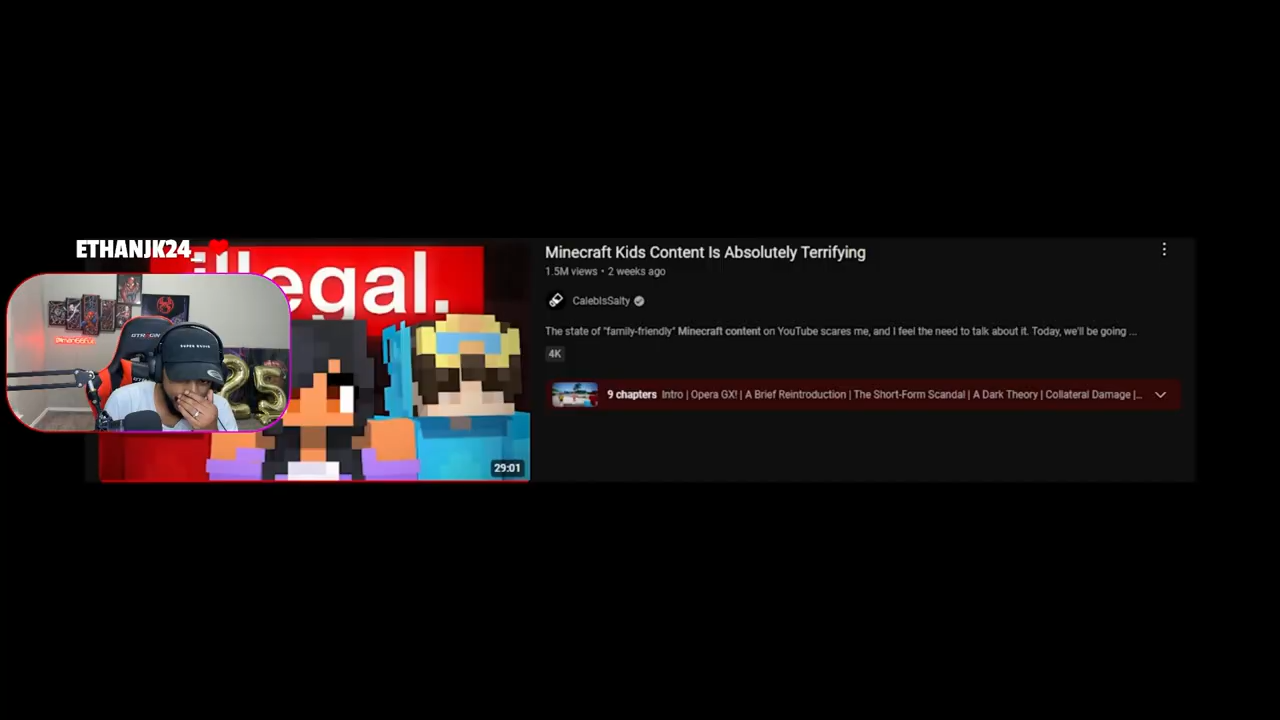 ETHANJK24_
illegal.
25
29:01
Minecraft Kids Content Is Absolutely Terrifying
1.5M views • 2 weeks ago
CalebIsSalty
The state of "family-friendly" Minecraft content on YouTube scares me, and I feel the need to talk about it. Today, we'll be going ...
4K
9 chapters Intro | Opera GX! | A Brief Reintroduction | The Short-Form Scandal | A Dark Theory | Collateral Damage |...